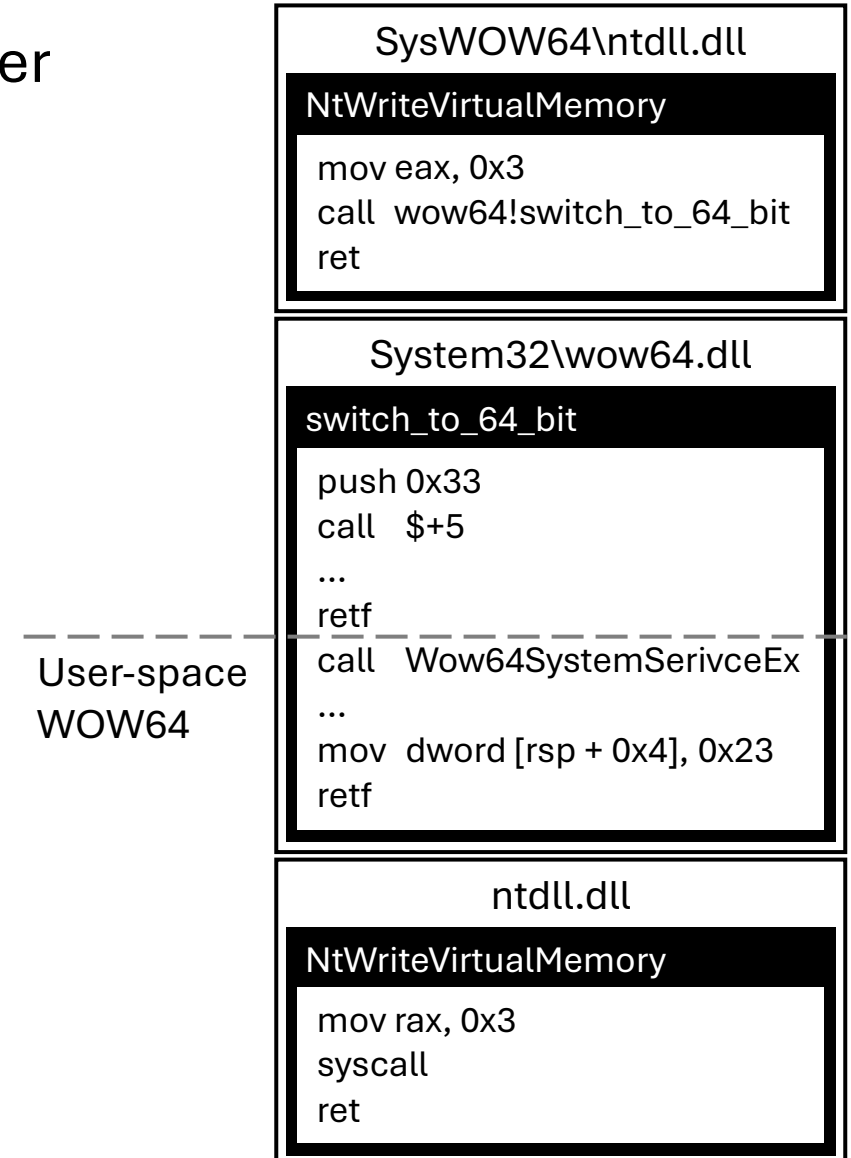 er
SysWOW64\ntdll.dll
NtWriteVirtualMemory
mov eax, 0x3
call wow64!switch_to_64_bit
ret
System32\wow64.dll
switch_to_64_bit
push 0x33
call $+5
...
retf
User-space
WOW64
call Wow64SystemSerivceEx
...
mov dword [rsp + 0x4], 0x23
retf
ntdll.dll
NtWriteVirtualMemory
mov rax, 0x3
syscall
ret